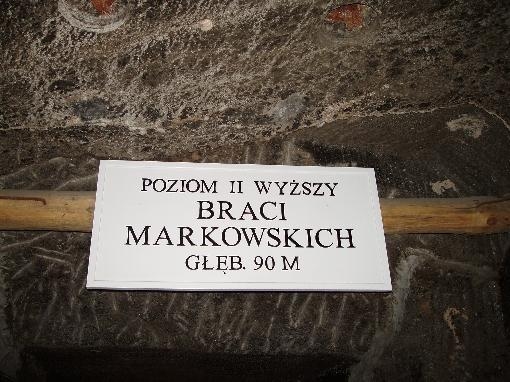 POZIOM II WYŻSZY
BRACI
MARKOWSKICH
GŁĘB. 90 M